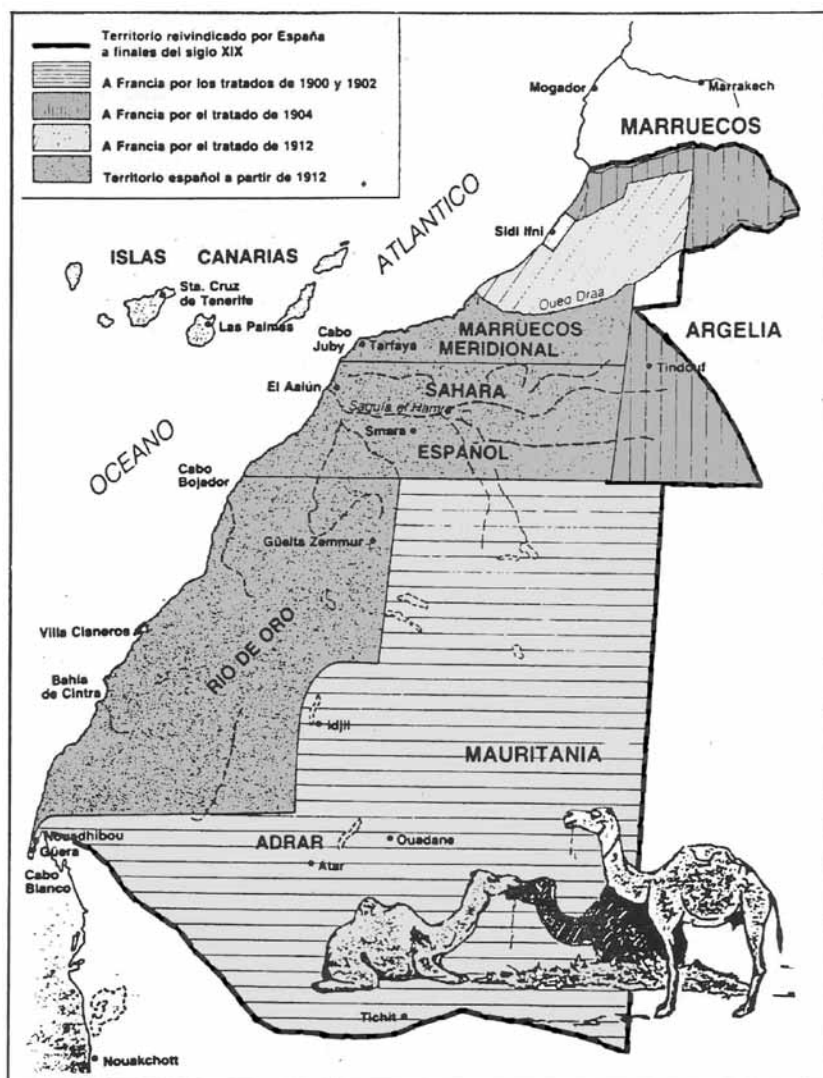 Territorio reivindicado por España
a finales del siglo XIX
A Francia por los tratados de 1900 y 1902
A Francia por el tratado de 1904
A Francia por el tratado de 1912
Territorio español a partir de 1912
Mogador
Marrakech
MARRUECOS
ATLANTICO
Sidi Ifni
ISLAS CANARIAS
Sta. Cruz
de Tenerife
Las Palmas
Oued Draa
Cabo
Juby
Tarfaya
MARRUECOS
MERIDIONAL
ARGELIA
Tindouf
El Aaiún
SAHARA
Saguia el Hamra
Smara
ESPAÑOL
OCEANO
Cabo
Bojador
Güelta Zemmur
Villa Cisneros
RIO DE ORO
Bahía
de Cintra
Idjil
MAURITANIA
Nouadhibou
Güera
Cabo
Blanco
ADRAR
Ouadane
Atar
Tichit
Nouakchott